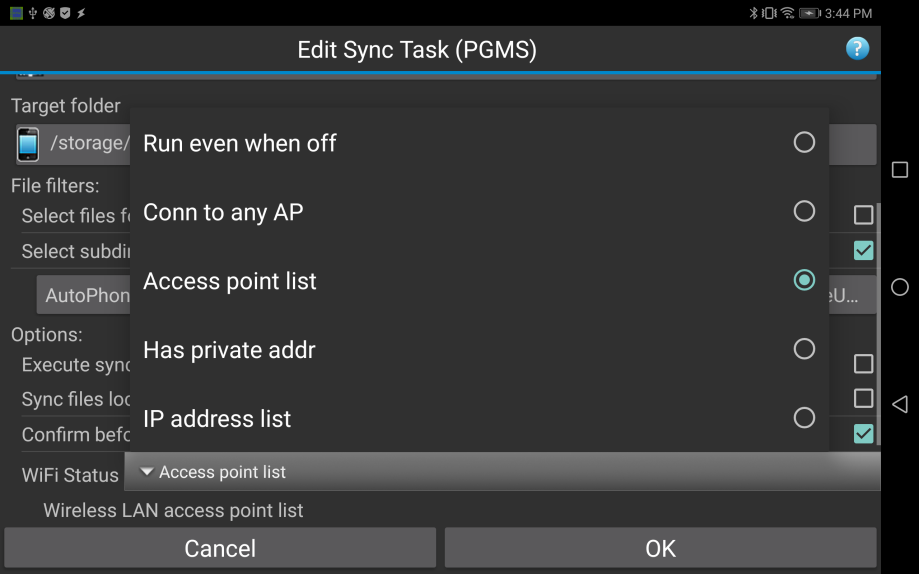 3:44 PM
Edit Sync Task (PGMS)
?
Target folder
/storage/
Run even when off
File filters:
Select files fo
Conn to any AP
Select subdir
Access point list
AutoPhon
eU...
Options:
Execute sync
Has private addr
Sync files loc
IP address list
Confirm befo
WiFi Status
Access point list
Wireless LAN access point list
Cancel
OK